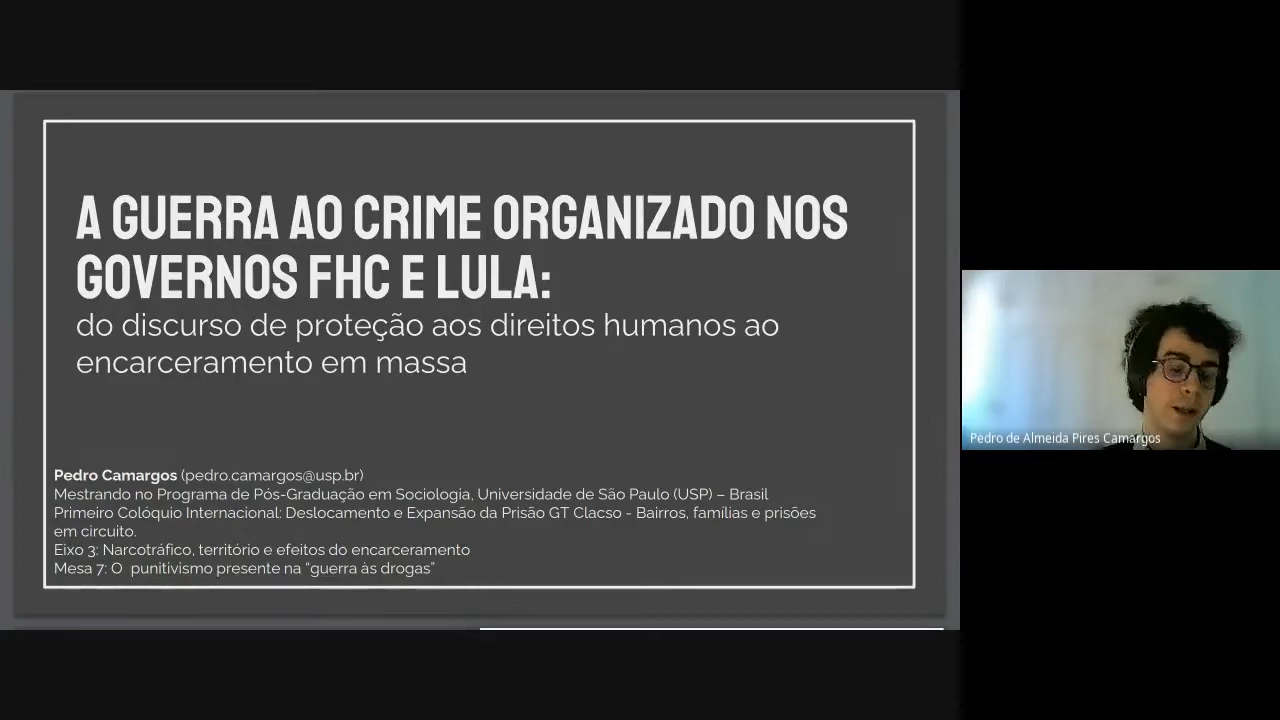 A GUERRA AO CRIME ORGANIZADO NOS
GOVERNOS FHC E LULA:
do discurso de proteção aos direitos humanos ao
encarceramento em massa
Pedro Camargos (pedro.camargos@usp.br)
Mestrando no Programa de Pós-Graduação em Sociologia, Universidade de São Paulo (USP) – Brasil
Primeiro Colóquio Internacional: Deslocamento e Expansão da Prisão GT Clacso - Bairros, famílias e prisões
em circuito.
Eixo 3: Narcotráfico, território e efeitos do encarceramento
Mesa 7: O  punitivismo presente na “guerra às drogas”
Pedro de Almeida Pires Camargos